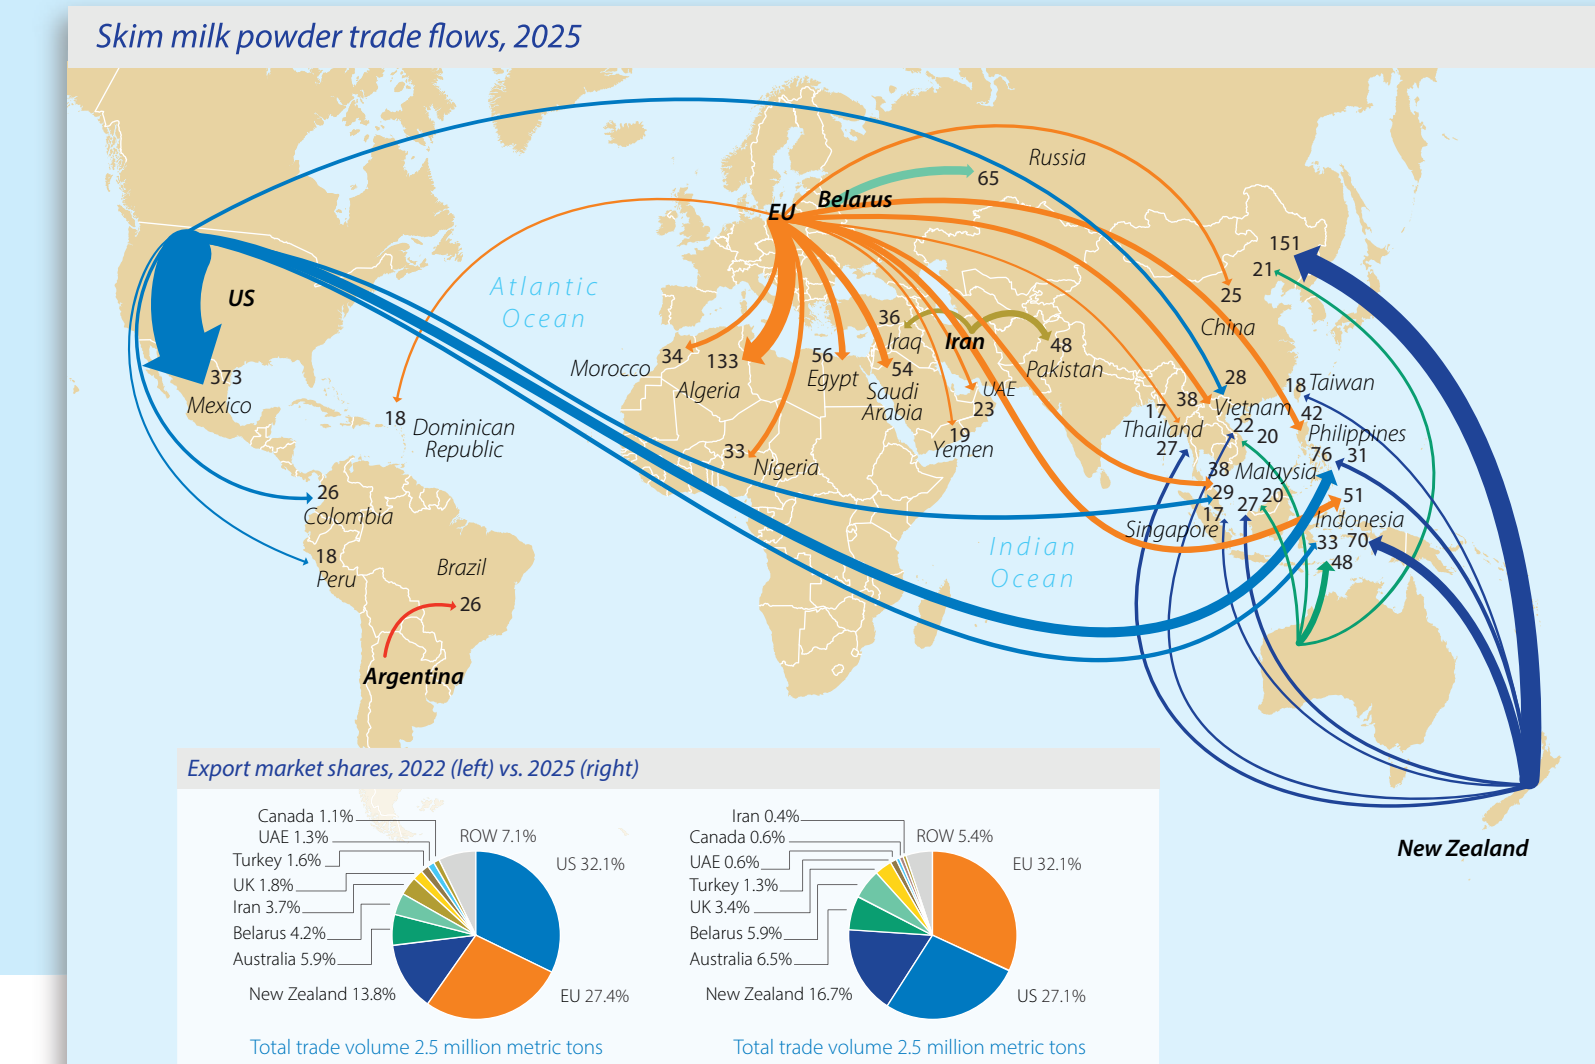 Skim milk powder trade flows, 2025
Russia
65
Belarus
EU
151
21
Atlantic
Ocean
US
25
China
36
Iraq
Iran
48
Pakistan
Morocco
34
133
Algeria
56
Egypt
54
Saudi
Arabia
UAE
23
373
Mexico
18
Dominican
Republic
28
38
Vietnam
18
Taiwan
17
Thailand
27
22
20
42
Philippines
76
31
19
Yemen
33
Nigeria
38
Malaysia
29
27
20
51
Indonesia
17
Singapore
33
70
48
26
Colombia
18
Peru
Brazil
26
Argentina
Indian
Ocean
New Zealand
Export market shares, 2022 (left) vs. 2025 (right)
Canada 1.1%
UAE 1.3%
Turkey 1.6%
UK 1.8%
Iran 3.7%
Belarus 4.2%
Australia 5.9%
New Zealand 13.8%
ROW 7.1%
US 32.1%
EU 27.4%
Total trade volume 2.5 million metric tons
Iran 0.4%
Canada 0.6%
UAE 0.6%
Turkey 1.3%
UK 3.4%
Belarus 5.9%
Australia 6.5%
New Zealand 16.7%
ROW 5.4%
EU 32.1%
US 27.1%
Total trade volume 2.5 million metric tons